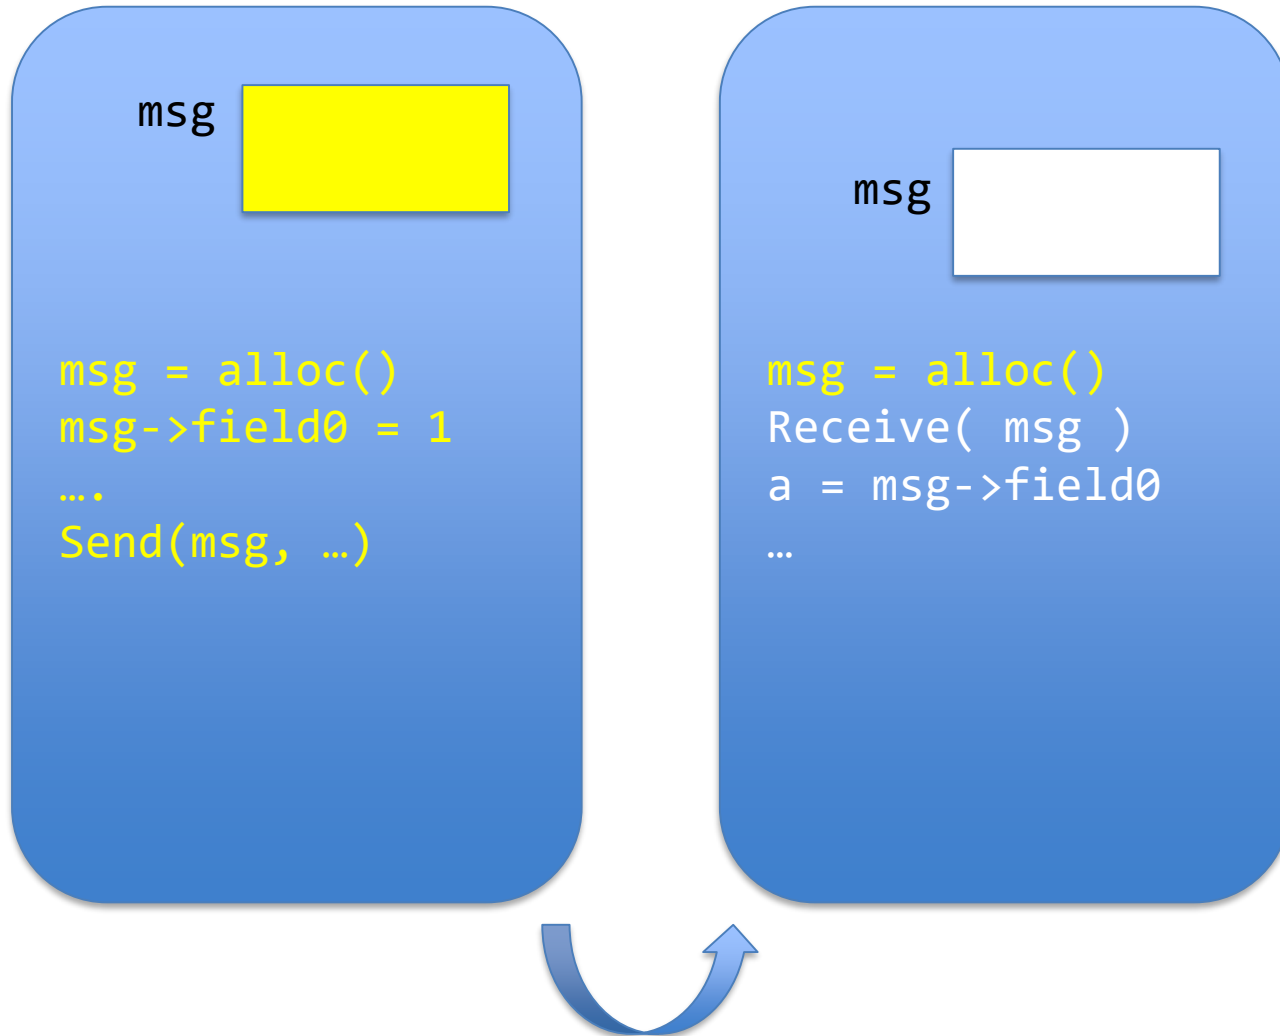 msg
msg = alloc()
msg->field0 = 1
….
Send(msg, …)
msg
msg = alloc()
Receive( msg )
a = msg->field0
…